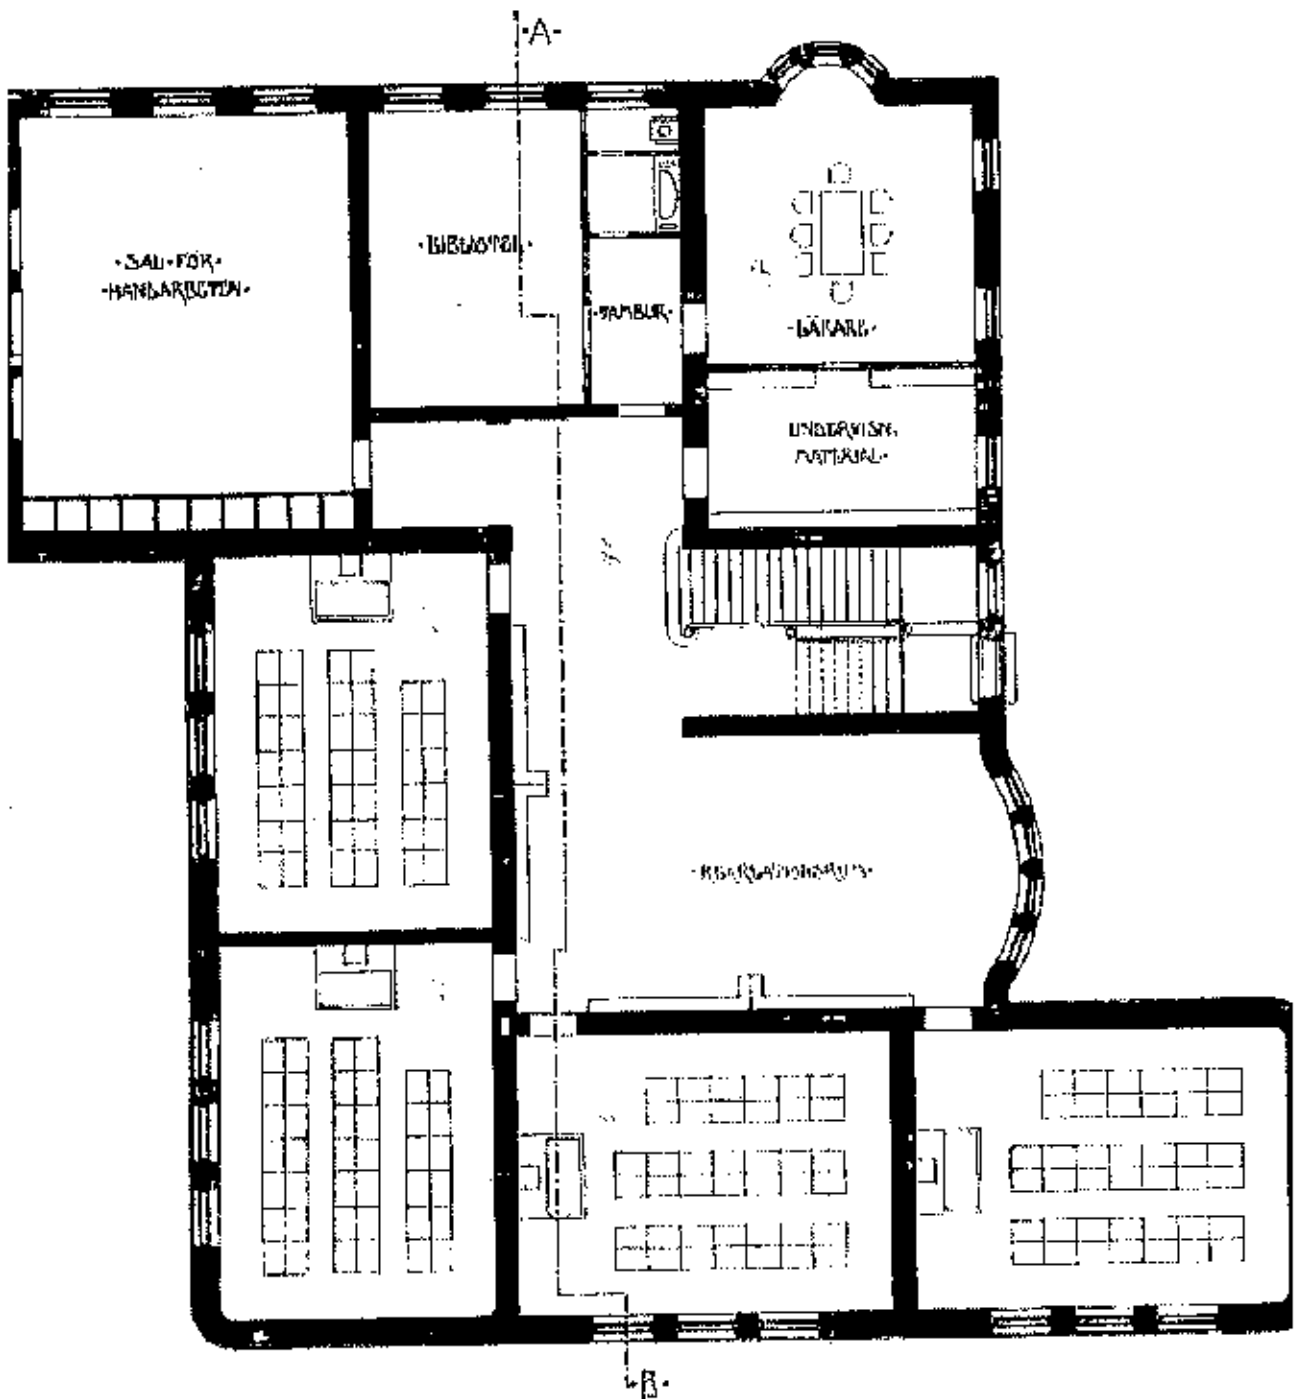 ·A·
·SAL·FÖR·
·HANDARBETEN·
·BIBLIOTEK·
·TAMBUR·
·LÄRARE·
UNDERVISN.
MATERIAL·
·B·